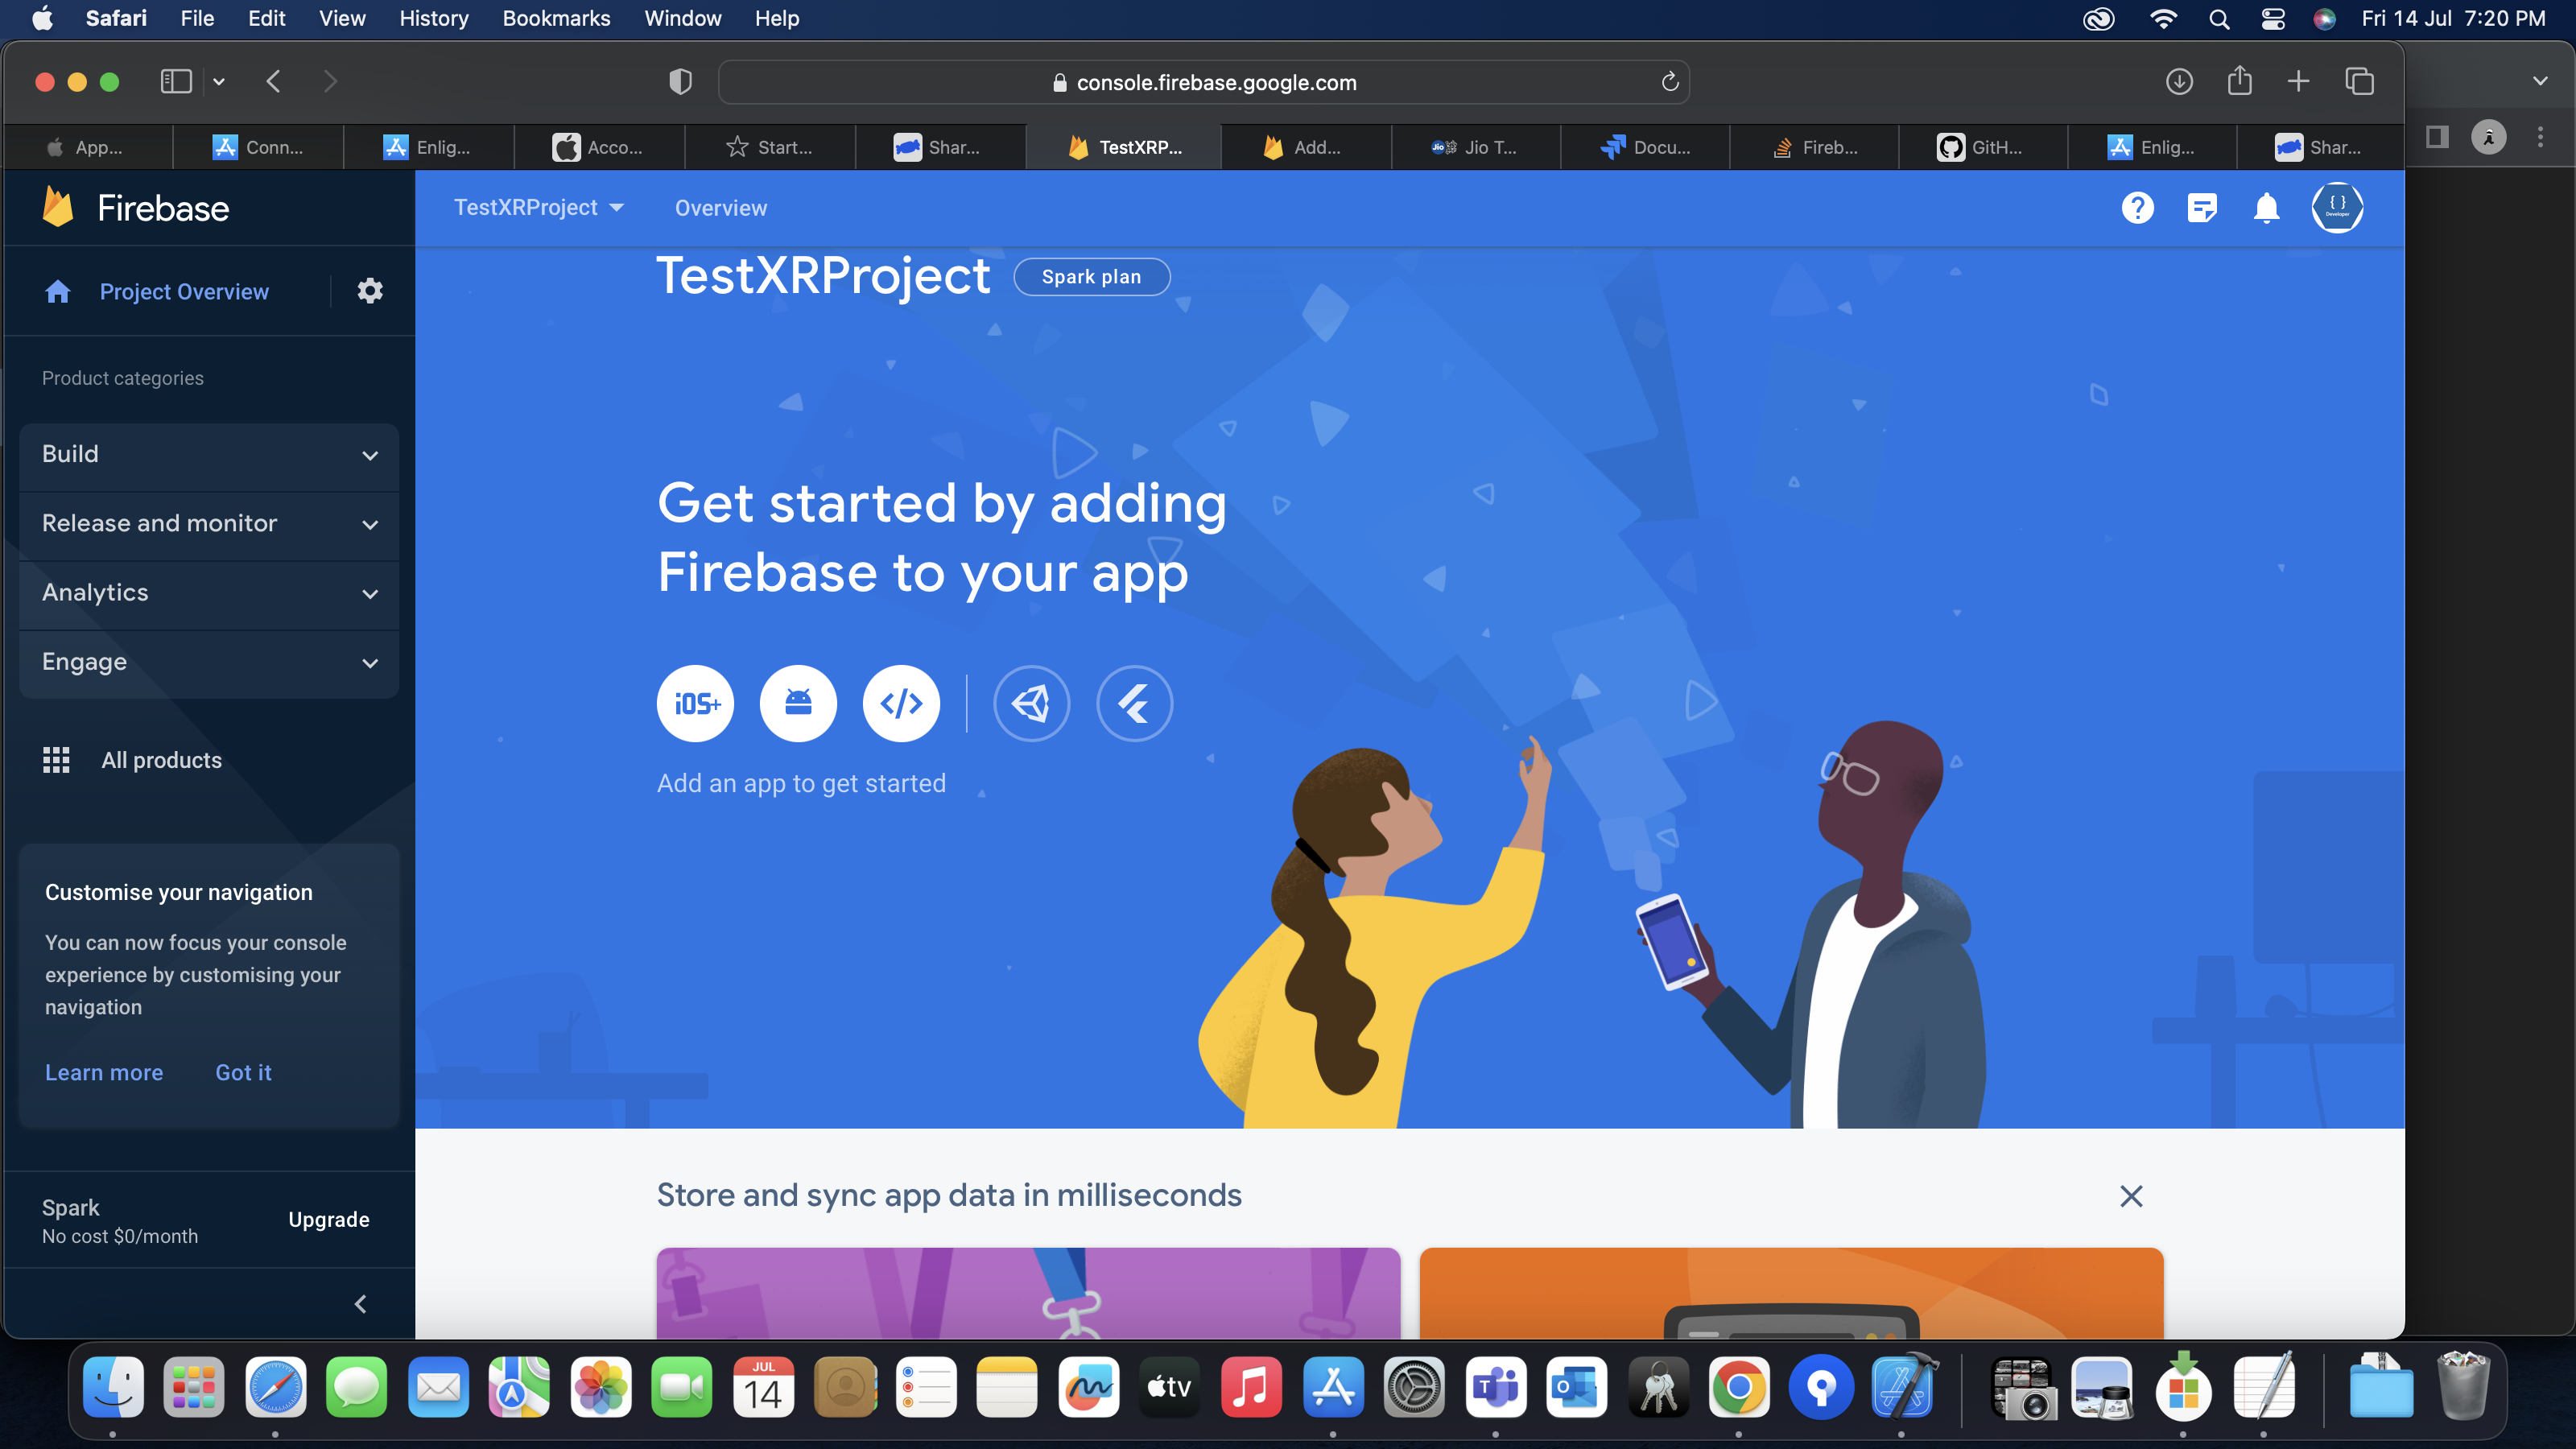 Safari File Edit View History Bookmarks Window Help
Fri 14 Jul 7:20 PM
console.firebase.google.com
App... Conn... Enlig... Acco... Start... Shar... TestXRP... Add... Jio T... Docu... Fireb... GitH... Enlig... Shar...
Firebase
TestXRProject Overview
{ }
Developer
Project Overview
Product categories
Build
Release and monitor
Analytics
Engage
All products
Customise your navigation
You can now focus your console
experience by customising your
navigation
Learn more Got it
Spark
No cost $0/month
Upgrade
TestXRProject Spark plan
Get started by adding
Firebase to your app
iOS+ </>
Add an app to get started
Store and sync app data in milliseconds
JUL
14
tv